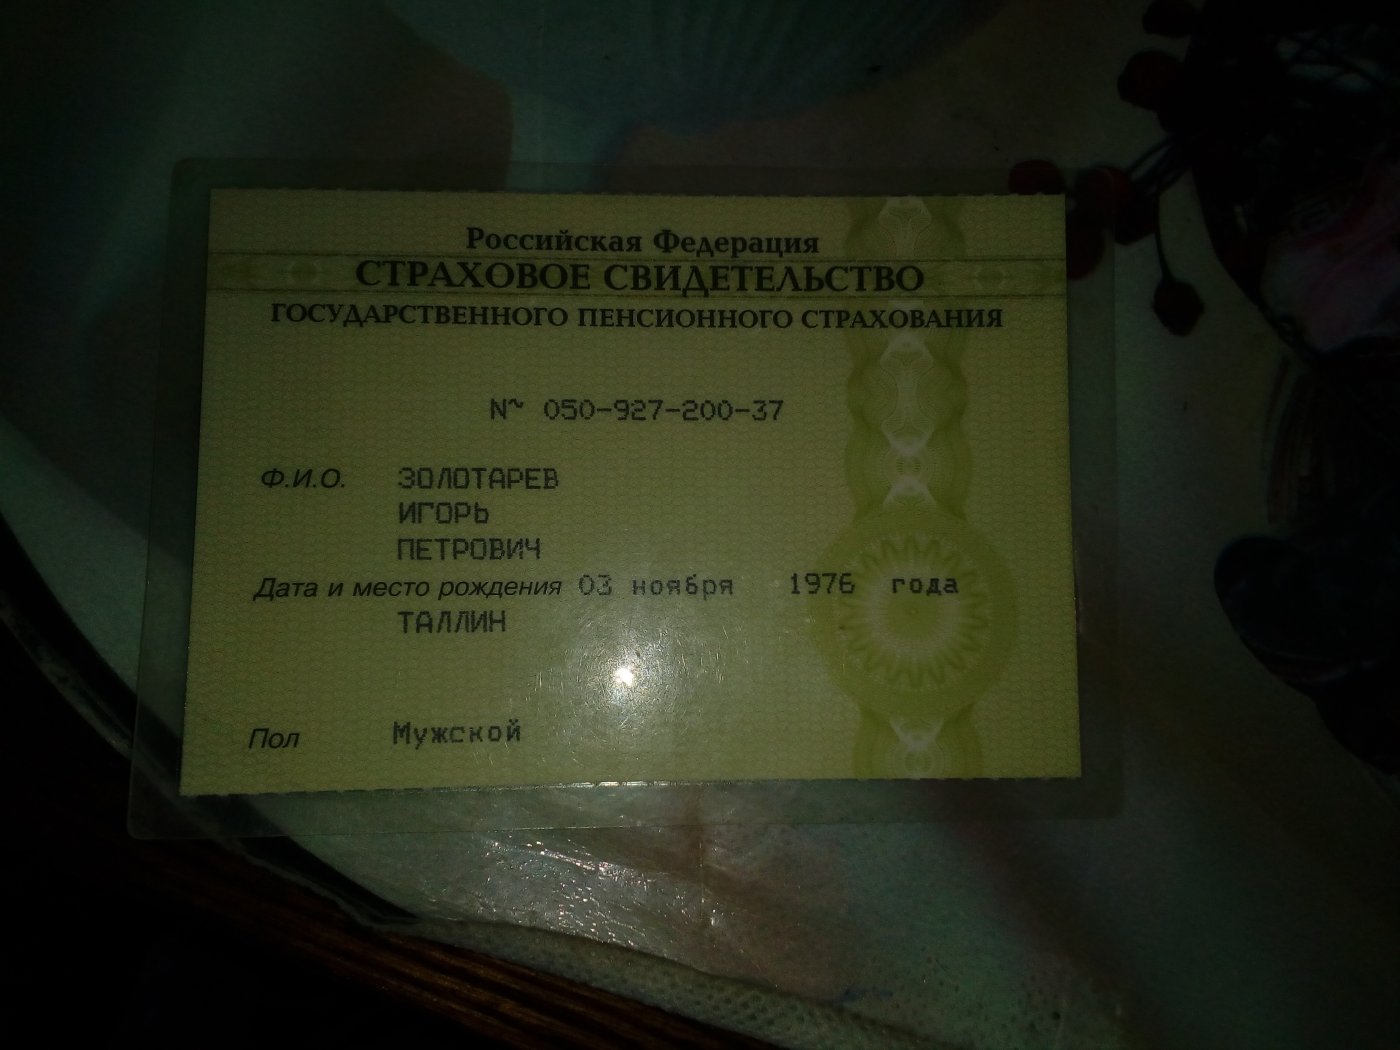 Российская Федерация
СТРАХОВОЕ СВИДЕТЕЛЬСТВО
ГОСУДАРСТВЕННОГО ПЕНСИОННОГО СТРАХОВАНИЯ
N~ 050-927-200-37
Ф.И.О. ЗОЛОТАРЕВ
ИГОРЬ
ПЕТРОВИЧ
Дата и место рождения 03 ноября 1976 года
ТАЛЛИН
Пол Мужской